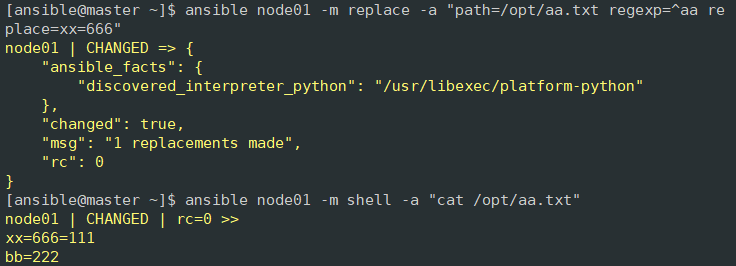 [ansible@master ~]$ ansible node01 -m replace -a "path=/opt/aa.txt regexp=^aa re
place=xx=666"
node01 | CHANGED => {
    "ansible_facts": {
        "discovered_interpreter_python": "/usr/libexec/platform-python"
    },
    "changed": true,
    "msg": "1 replacements made",
    "rc": 0
}
[ansible@master ~]$ ansible node01 -m shell -a "cat /opt/aa.txt"
node01 | CHANGED | rc=0 >>
xx=666=111
bb=222